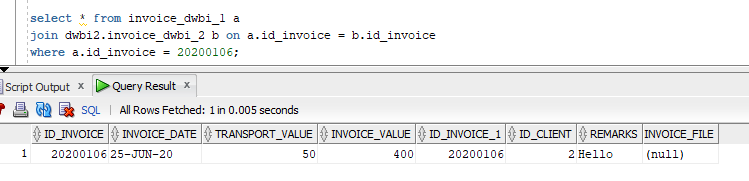 select * from invoice_dwbi_1 a
join dwbi2.invoice_dwbi_2 b on a.id_invoice = b.id_invoice
where a.id_invoice = 20200106;
Script Output x Query Result x
SQL | All Rows Fetched: 1 in 0.005 seconds
ID_INVOICE INVOICE_DATE TRANSPORT_VALUE INVOICE_VALUE ID_INVOICE_1 ID_CLIENT REMARKS INVOICE_FILE
1 20200106 25-JUN-20 50 400 20200106 2 Hello (null)